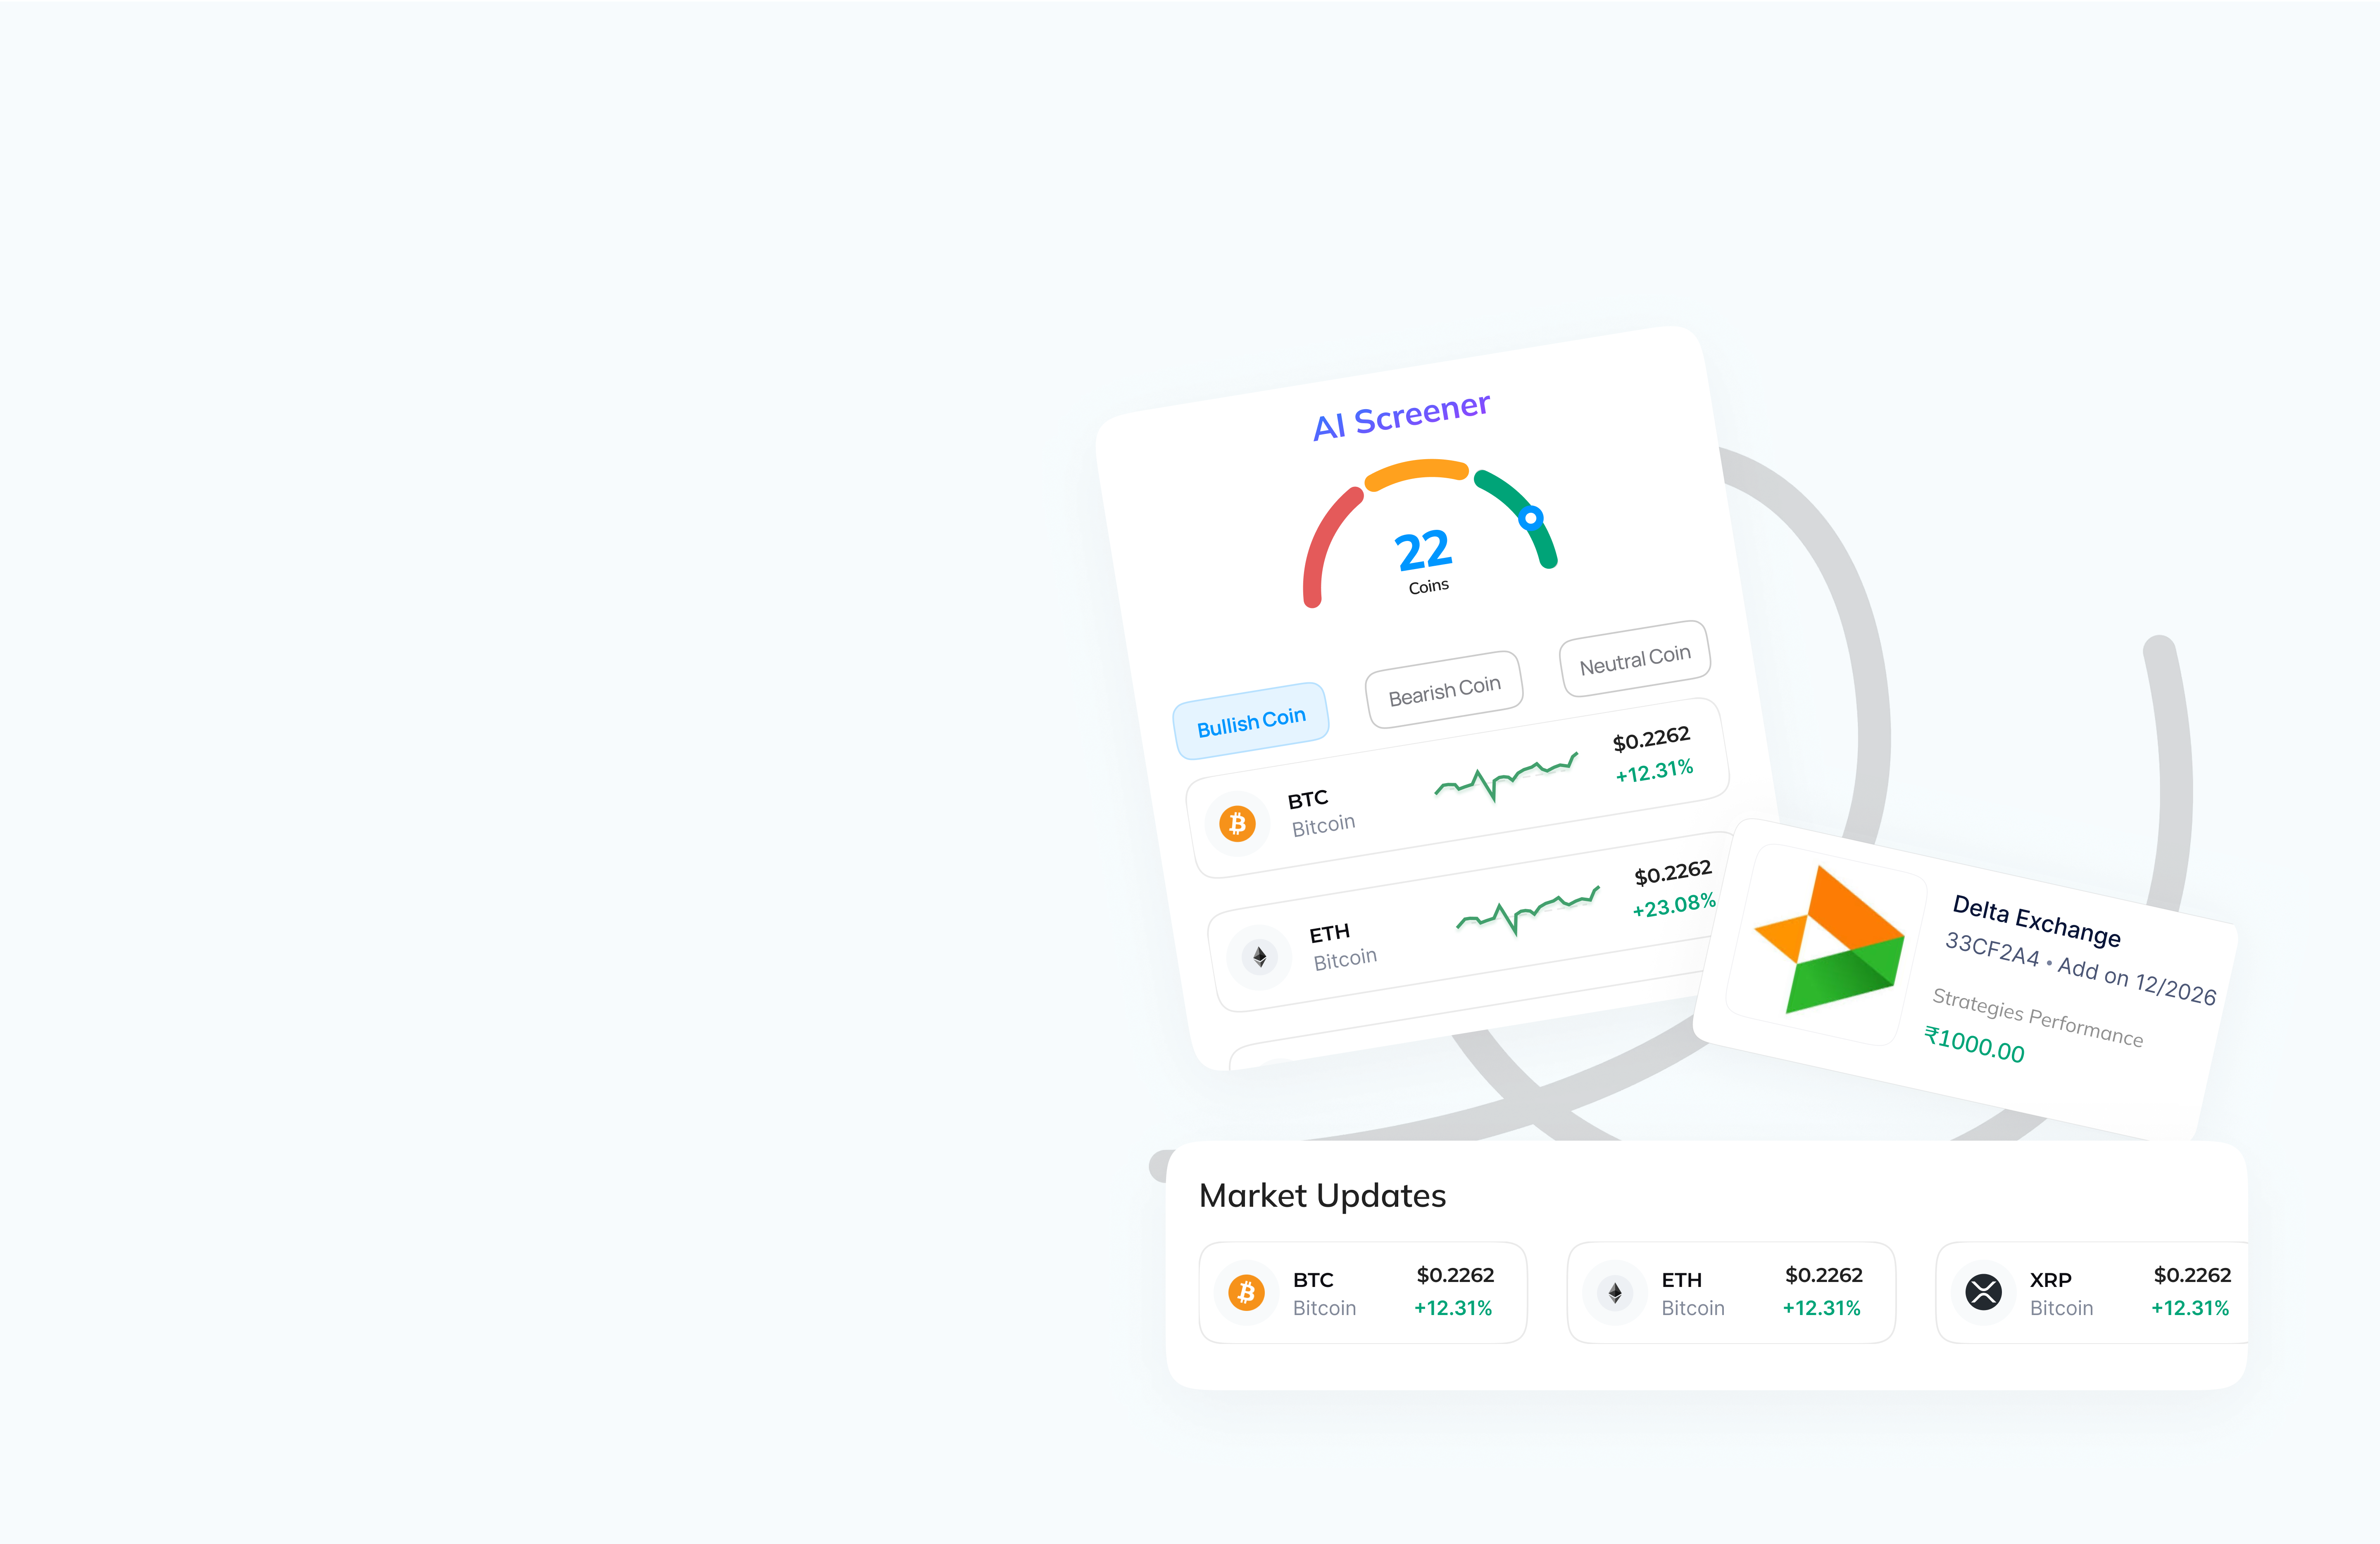 AI Screener
22
Coins
Bullish Coin
Bearish Coin
Neutral Coin
BTC
Bitcoin
$0.2262
+12.31%
ETH
Bitcoin
$0.2262
+23.08%
Delta Exchange
33CF2A4 • Add on 12/2026
Strategies Performance
₹1000.00
Market Updates
BTC
Bitcoin
$0.2262
+12.31%
ETH
Bitcoin
$0.2262
+12.31%
XRP
Bitcoin
$0.2262
+12.31%